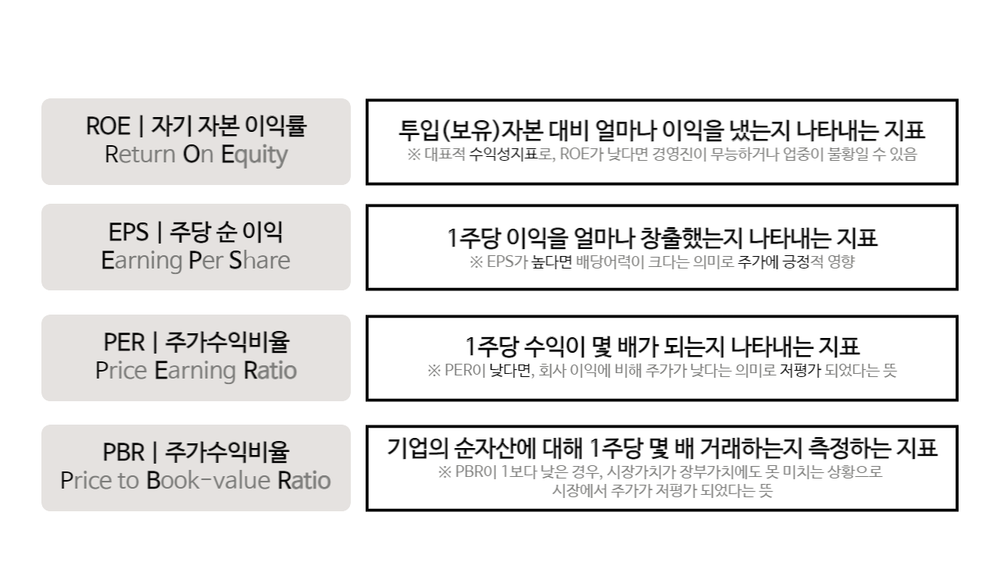 ROE | 자기 자본 이익률
Return On Equity
투입(보유)자본 대비 얼마나 이익을 냈는지 나타내는 지표
※ 대표적 수익성지표로, ROE가 낮다면 경영진이 무능하거나 업중이 불황일 수 있음
EPS | 주당 순 이익
Earning Per Share
1주당 이익을 얼마나 창출했는지 나타내는 지표
※ EPS가 높다면 배당어력이 크다는 의미로 주가에 긍정적 영향
PER | 주가수익비율
Price Earning Ratio
1주당 수익이 몇 배가 되는지 나타내는 지표
※ PER이 낮다면, 회사 이익에 비해 주가가 낮다는 의미로 저평가 되었다는 뜻
PBR | 주가수익비율
Price to Book-value Ratio
기업의 순자산에 대해 1주당 몇 배 거래하는지 측정하는 지표
※ PBR이 1보다 낮은 경우, 시장가치가 장부가치에도 못 미치는 상황으로
시장에서 주가가 저평가 되었다는 뜻